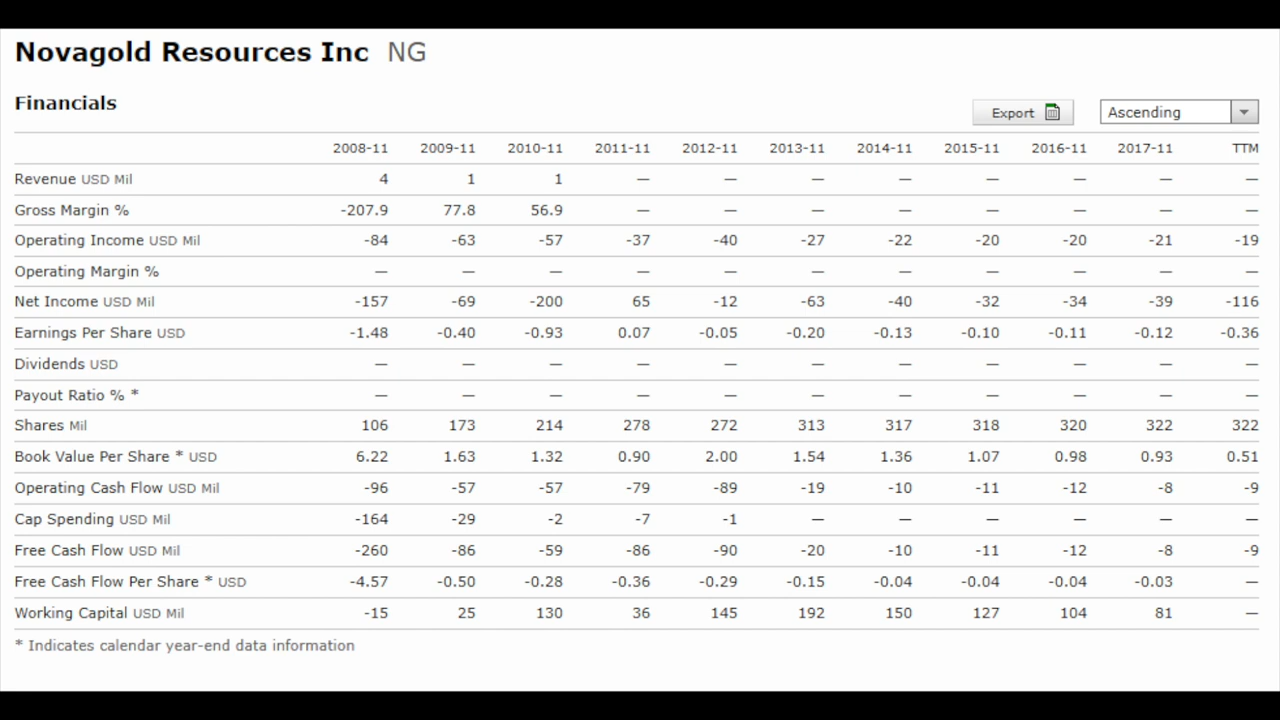 Novagold Resources Inc NG
Financials
Export Ascending
2008-11 2009-11 2010-11 2011-11 2012-11 2013-11 2014-11 2015-11 2016-11 2017-11 TTM
Revenue USD Mil 4 1 1 — — — — — — — —
Gross Margin % -207.9 77.8 56.9 — — — — — — — —
Operating Income USD Mil -84 -63 -57 -37 -40 -27 -22 -20 -20 -21 -19
Operating Margin % — — — — — — — — — — —
Net Income USD Mil -157 -69 -200 65 -12 -63 -40 -32 -34 -39 -116
Earnings Per Share USD -1.48 -0.40 -0.93 0.07 -0.05 -0.20 -0.13 -0.10 -0.11 -0.12 -0.36
Dividends USD — — — — — — — — — — —
Payout Ratio % * — — — — — — — — — — —
Shares Mil 106 173 214 278 272 313 317 318 320 322 322
Book Value Per Share * USD 6.22 1.63 1.32 0.90 2.00 1.54 1.36 1.07 0.98 0.93 0.51
Operating Cash Flow USD Mil -96 -57 -57 -79 -89 -19 -10 -11 -12 -8 -9
Cap Spending USD Mil -164 -29 -2 -7 -1 — — — — — —
Free Cash Flow USD Mil -260 -86 -59 -86 -90 -20 -10 -11 -12 -8 -9
Free Cash Flow Per Share * USD -4.57 -0.50 -0.28 -0.36 -0.29 -0.15 -0.04 -0.04 -0.04 -0.03 —
Working Capital USD Mil -15 25 130 36 145 192 150 127 104 81 —
* Indicates calendar year-end data information